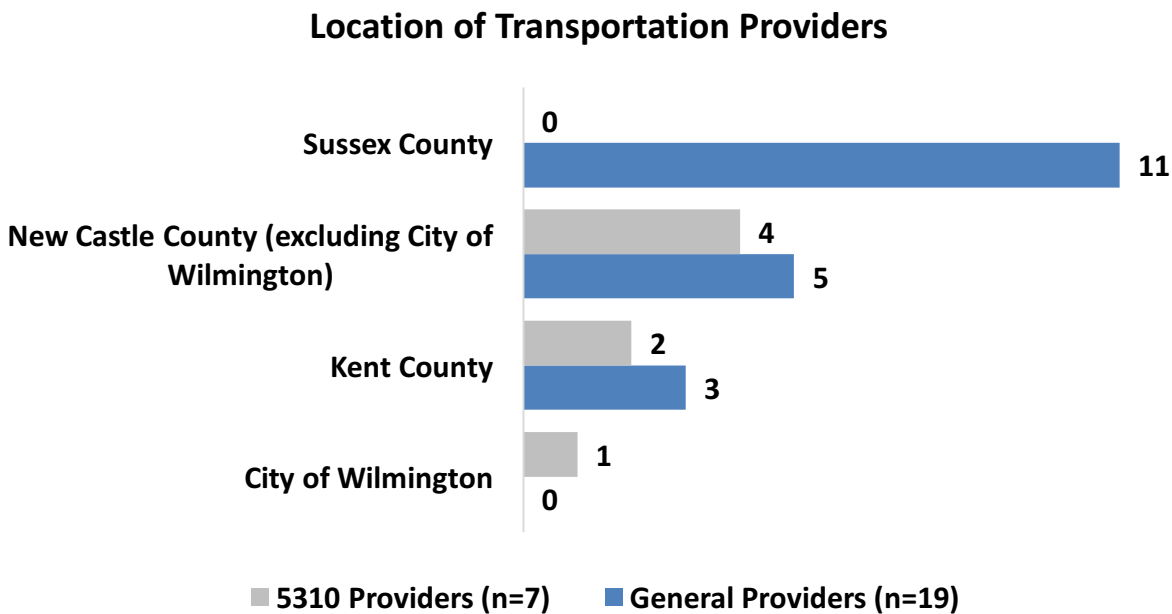 Location of Transportation Providers
0
Sussex County
11
New Castle County (excluding City of
Wilmington)
4
5
2
Kent County
3
1
City of Wilmington
0
5310 Providers (n=7)
General Providers (n=19)